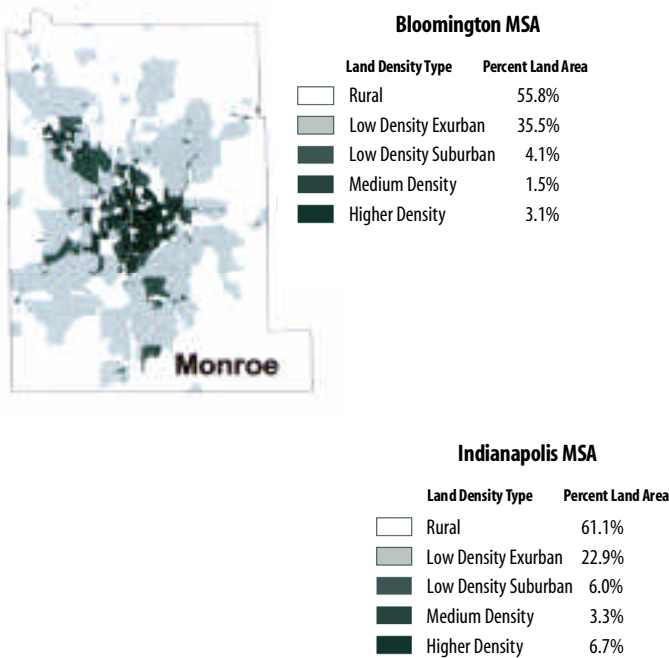 Bloomington MSA
Land Density Type Percent Land Area
Rural 55.8%
Low Density Exurban 35.5%
Low Density Suburban 4.1%
Medium Density 1.5%
Higher Density 3.1%
Monroe
Indianapolis MSA
Land Density Type Percent Land Area
Rural 61.1%
Low Density Exurban 22.9%
Low Density Suburban 6.0%
Medium Density 3.3%
Higher Density 6.7%